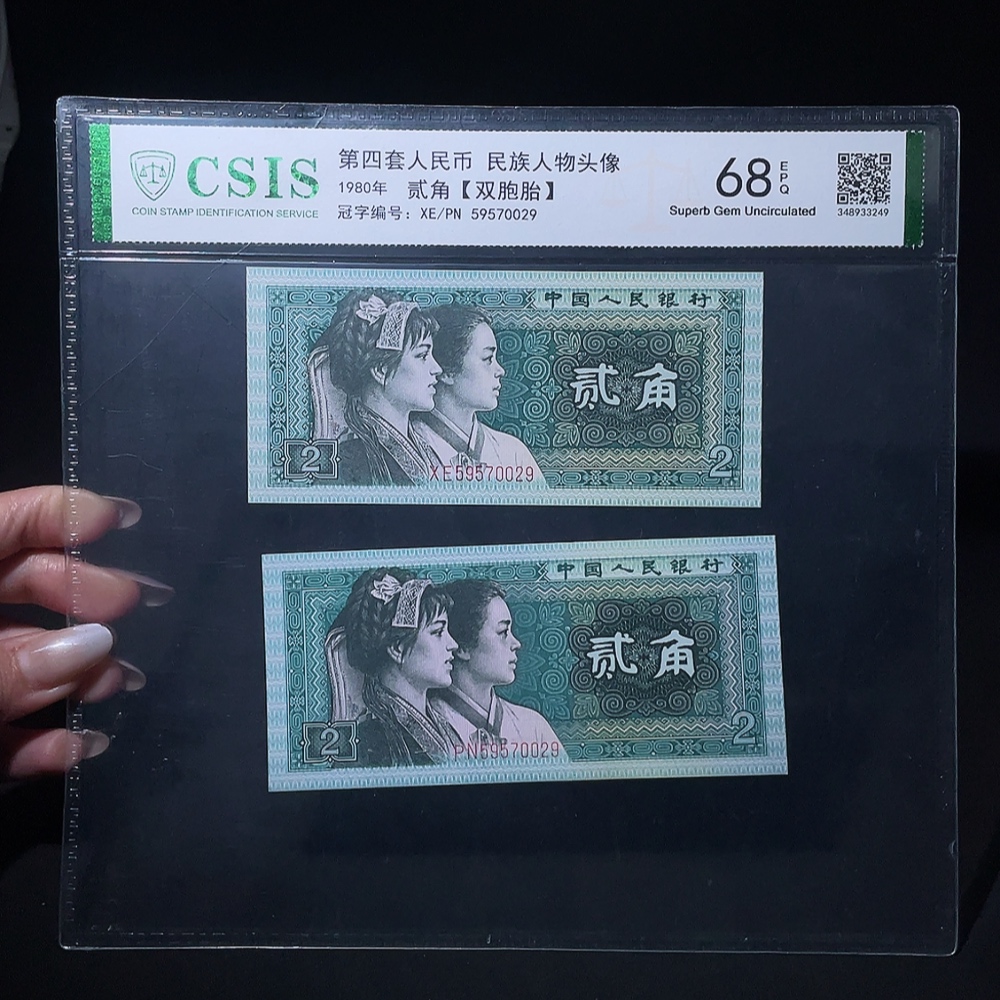 CSIS
COIN STAMP IDENTIFICATION SERVICE
第四套人民币 民族人物头像
1980年 贰角【双胞胎】
冠字编号: XE/PN 59570029
68 EPQ
Superb Gem Uncirculated
348933249
中国人民银行
贰角
2
XE59570029
2
中国人民银行
贰角
2
PN59570029
2